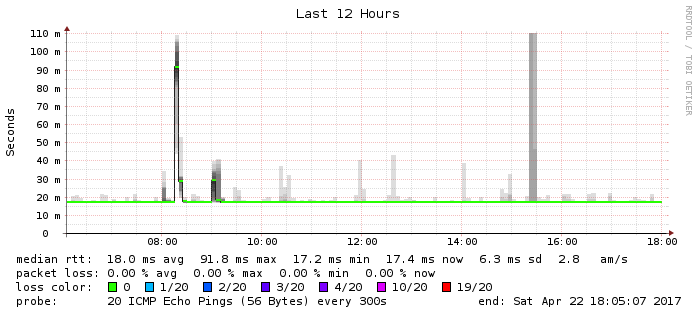 Last 12 Hours
RRDTOOL / TOBI OETIKER
Seconds
110 m
100 m
90 m
80 m
70 m
60 m
50 m
40 m
30 m
20 m
10 m
0
08:00 10:00 12:00 14:00 16:00 18:00
median rtt: 18.0 ms avg 91.8 ms max 17.2 ms min 17.4 ms now 6.3 ms sd 2.8 am/s
packet loss: 0.00 % avg 0.00 % max 0.00 % min 0.00 % now
loss color: 0 1/20 2/20 3/20 4/20 10/20 19/20
probe: 20 ICMP Echo Pings (56 Bytes) every 300s end: Sat Apr 22 18:05:07 2017